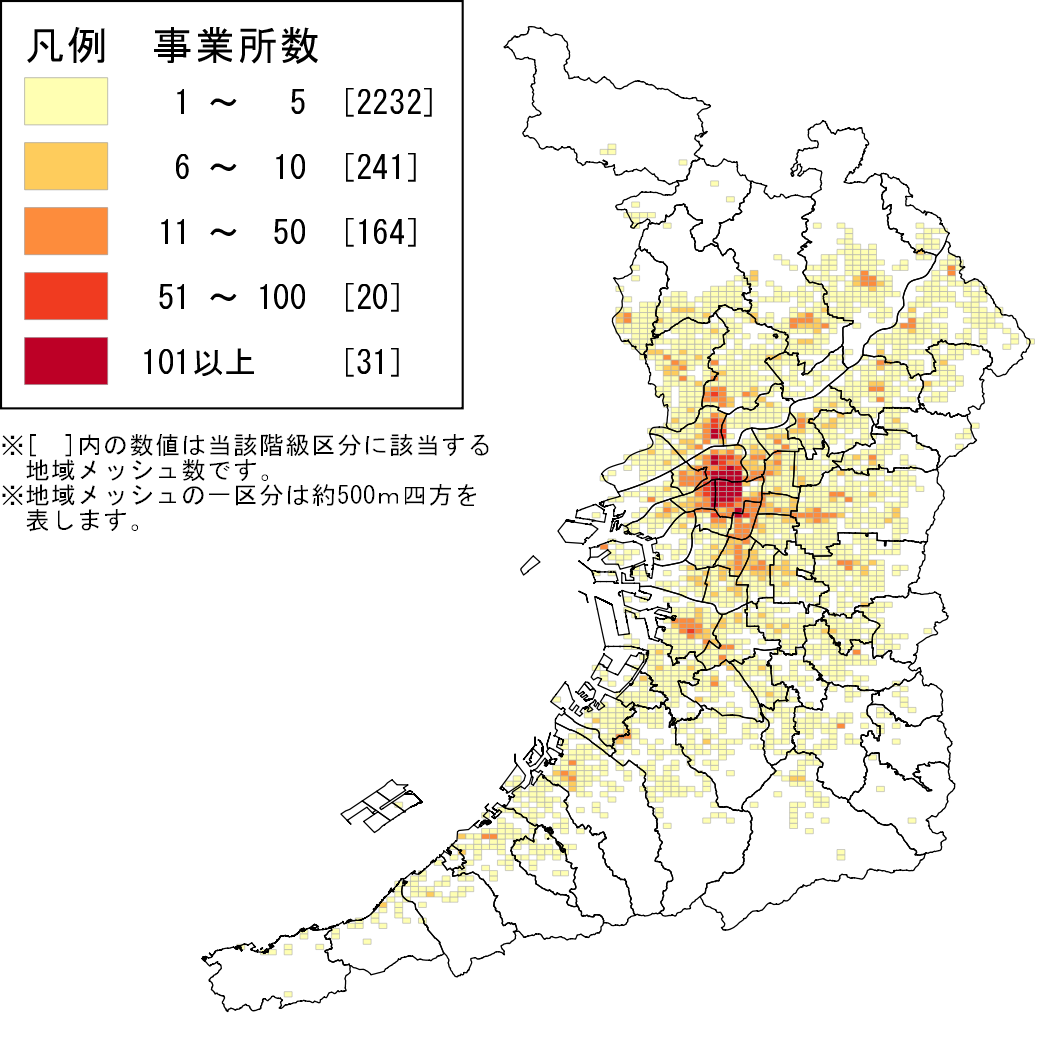 凡例 事業所数
1 ～ 5 [2232]
6 ～ 10 [241]
11 ～ 50 [164]
51 ～ 100 [20]
101以上 [31]
※[ ]内の数値は当該階級区分に該当する
地域メッシュ数です。
※地域メッシュの一区分は約500ｍ四方を
表します。